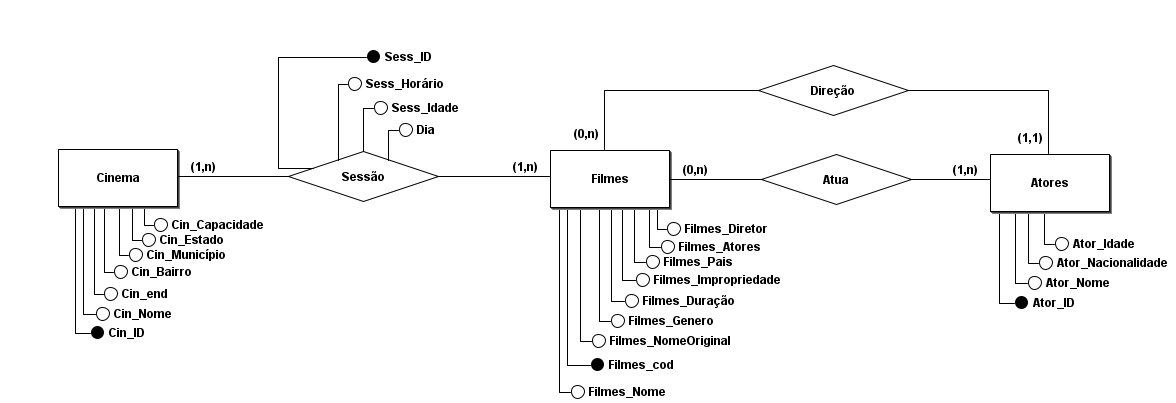 Sess_ID
Sess_Horário
Sess_Idade
Dia
Direção
(0,n)
(1,1)
Cinema
(1,n)
Sessão
(1,n)
Filmes
(0,n)
Atua
(1,n)
Atores
Cin_Capacidade
Cin_Estado
Cin_Município
Cin_Bairro
Cin_end
Cin_Nome
Cin_ID
Filmes_Diretor
Filmes_Atores
Filmes_Pais
Filmes_Impropriedade
Filmes_Duração
Filmes_Genero
Filmes_NomeOriginal
Filmes_cod
Filmes_Nome
Ator_Idade
Ator_Nacionalidade
Ator_Nome
Ator_ID